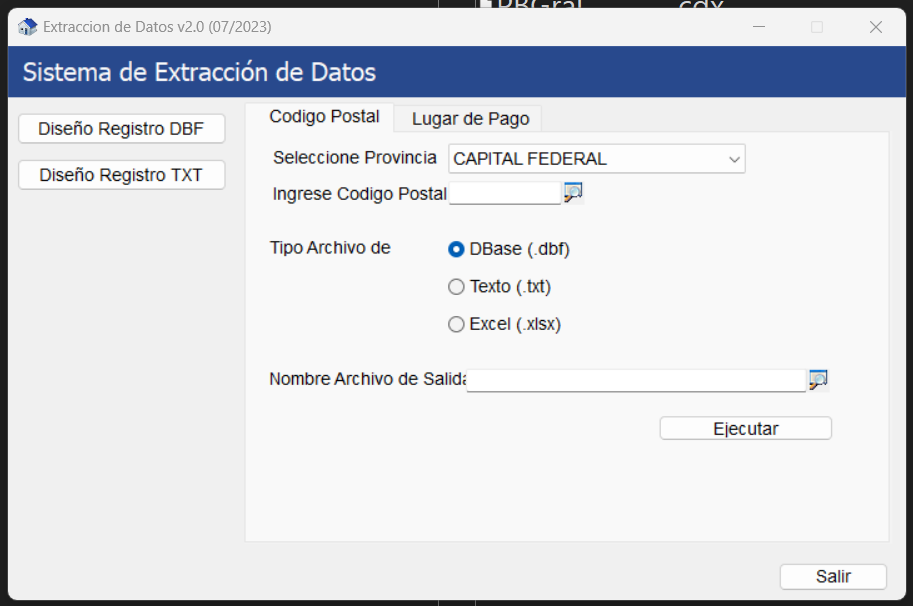 PBGral .cdx
Extraccion de Datos v2.0 (07/2023)
Sistema de Extracción de Datos
Diseño Registro DBF
Diseño Registro TXT
Codigo Postal
Lugar de Pago
Seleccione Provincia
CAPITAL FEDERAL
Ingrese Codigo Postal
Tipo Archivo de
DBase (.dbf)
Texto (.txt)
Excel (.xlsx)
Nombre Archivo de Salida
Ejecutar
Salir